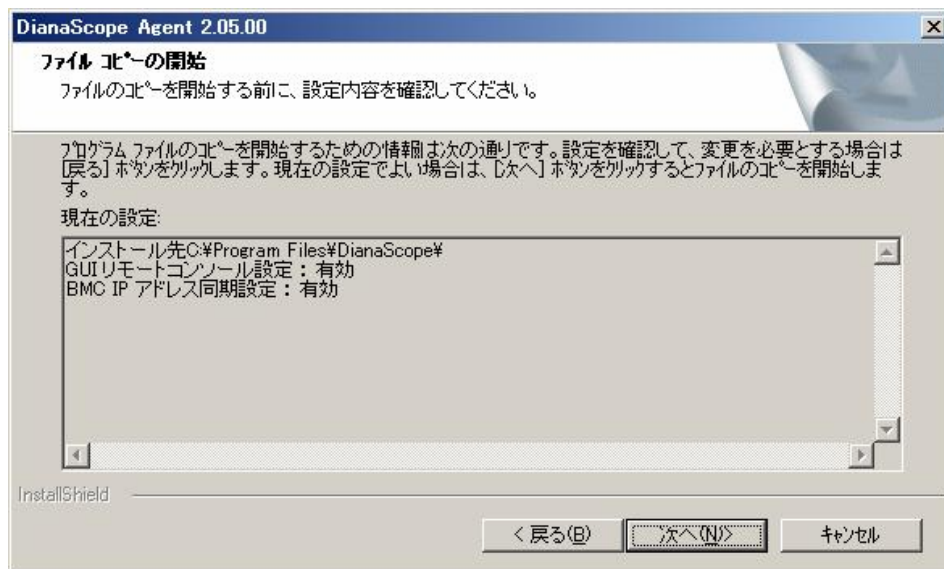 DianaScope Agent 2.05.00
ファイル コピーの開始
ファイルのコピーを開始する前に、設定内容を確認してください。
プログラム ファイルのコピーを開始するための情報は次の通りです。設定を確認して、変更を必要とする場合は
[戻る] ボタンをクリックします。現在の設定でよい場合は、[次へ] ボタンをクリックするとファイルのコピーを開始しま
す。
現在の設定:
インストール先C:¥Program Files¥DianaScope¥
GUIリモートコンソール設定：有効
BMC IP アドレス同期設定：有効
InstallShield
< 戻る(B)
次へ(N)>
キャンセル